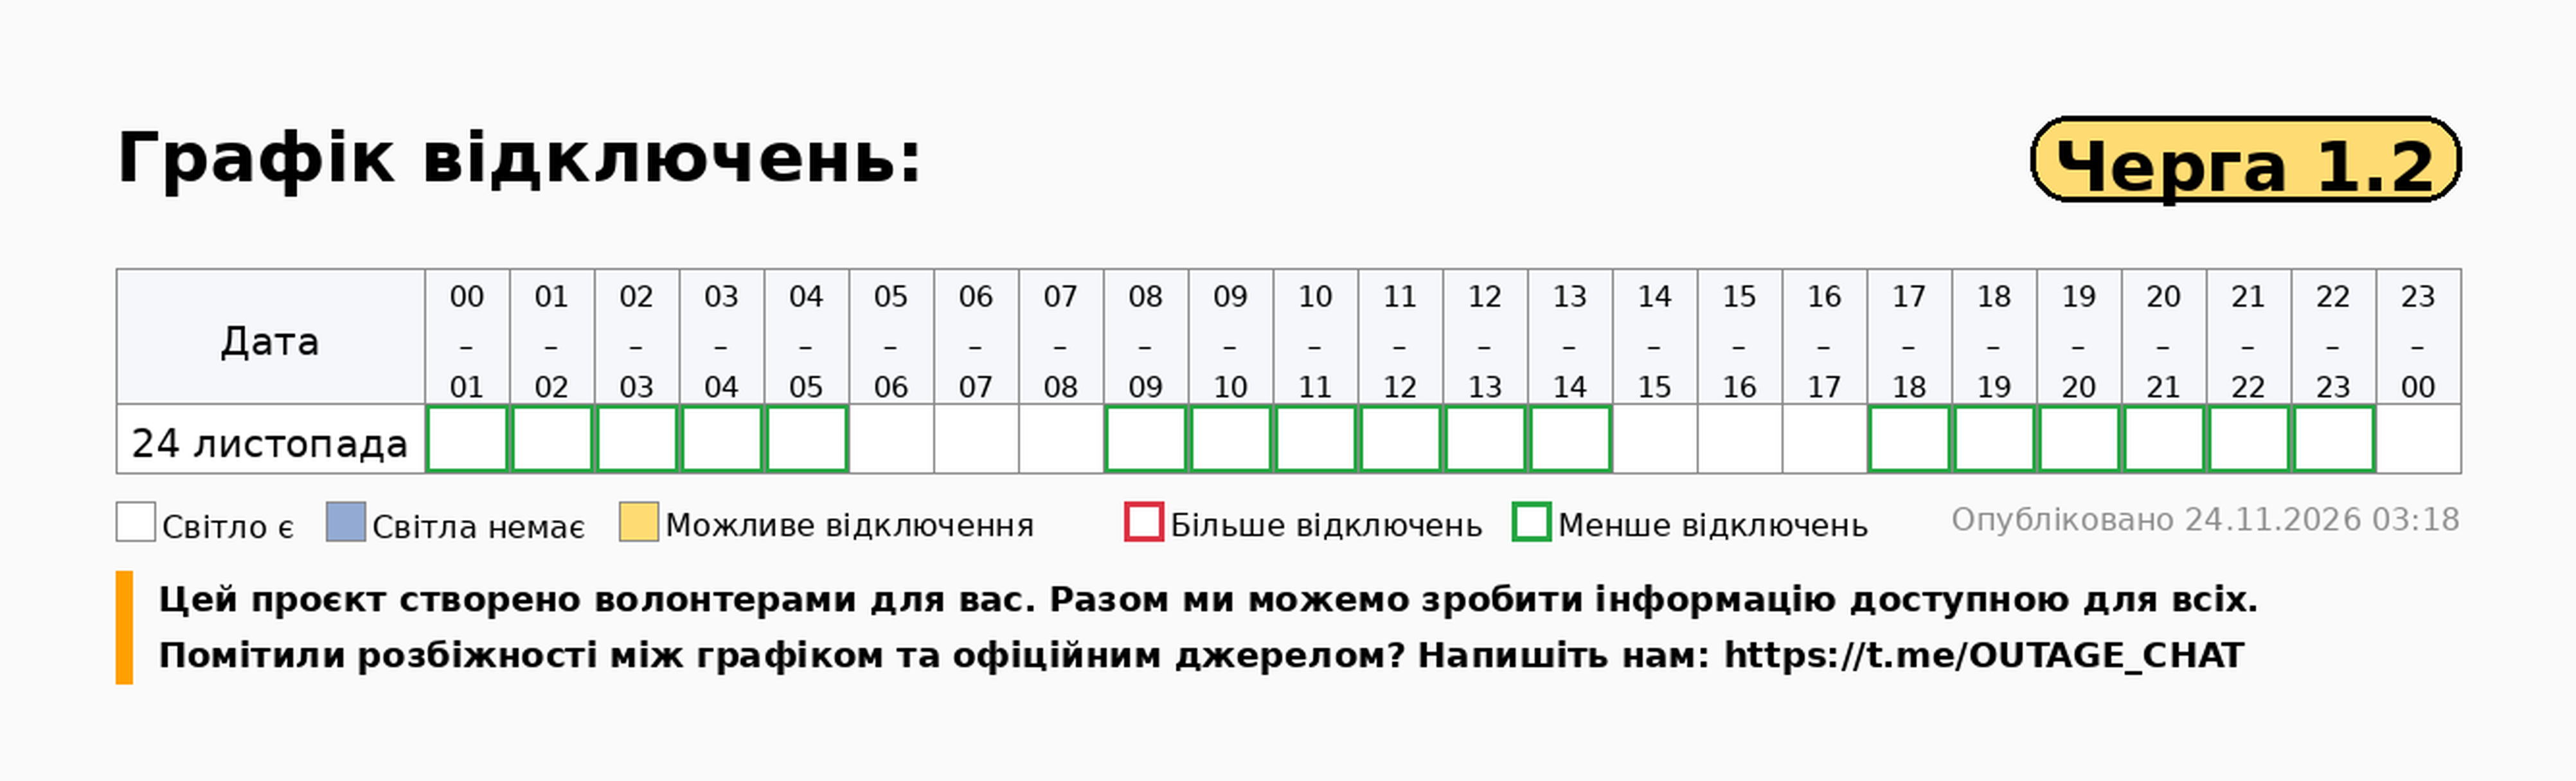 Графік відключень:
Черга 1.2
Дата 00 – 01 01 – 02 02 – 03 03 – 04 04 – 05 05 – 06 06 – 07 07 – 08 08 – 09 09 – 10 10 – 11 11 – 12 12 – 13 13 – 14 14 – 15 15 – 16 16 – 17 17 – 18 18 – 19 19 – 20 20 – 21 21 – 22 22 – 23 23 – 00
24 листопада
Світло є Світла немає Можливе відключення Більше відключень Менше відключень Опубліковано 24.11.2026 03:18
Цей проєкт створено волонтерами для вас. Разом ми можемо зробити інформацію доступною для всіх.
Помітили розбіжності між графіком та офіційним джерелом? Напишіть нам: https://t.me/OUTAGE_CHAT